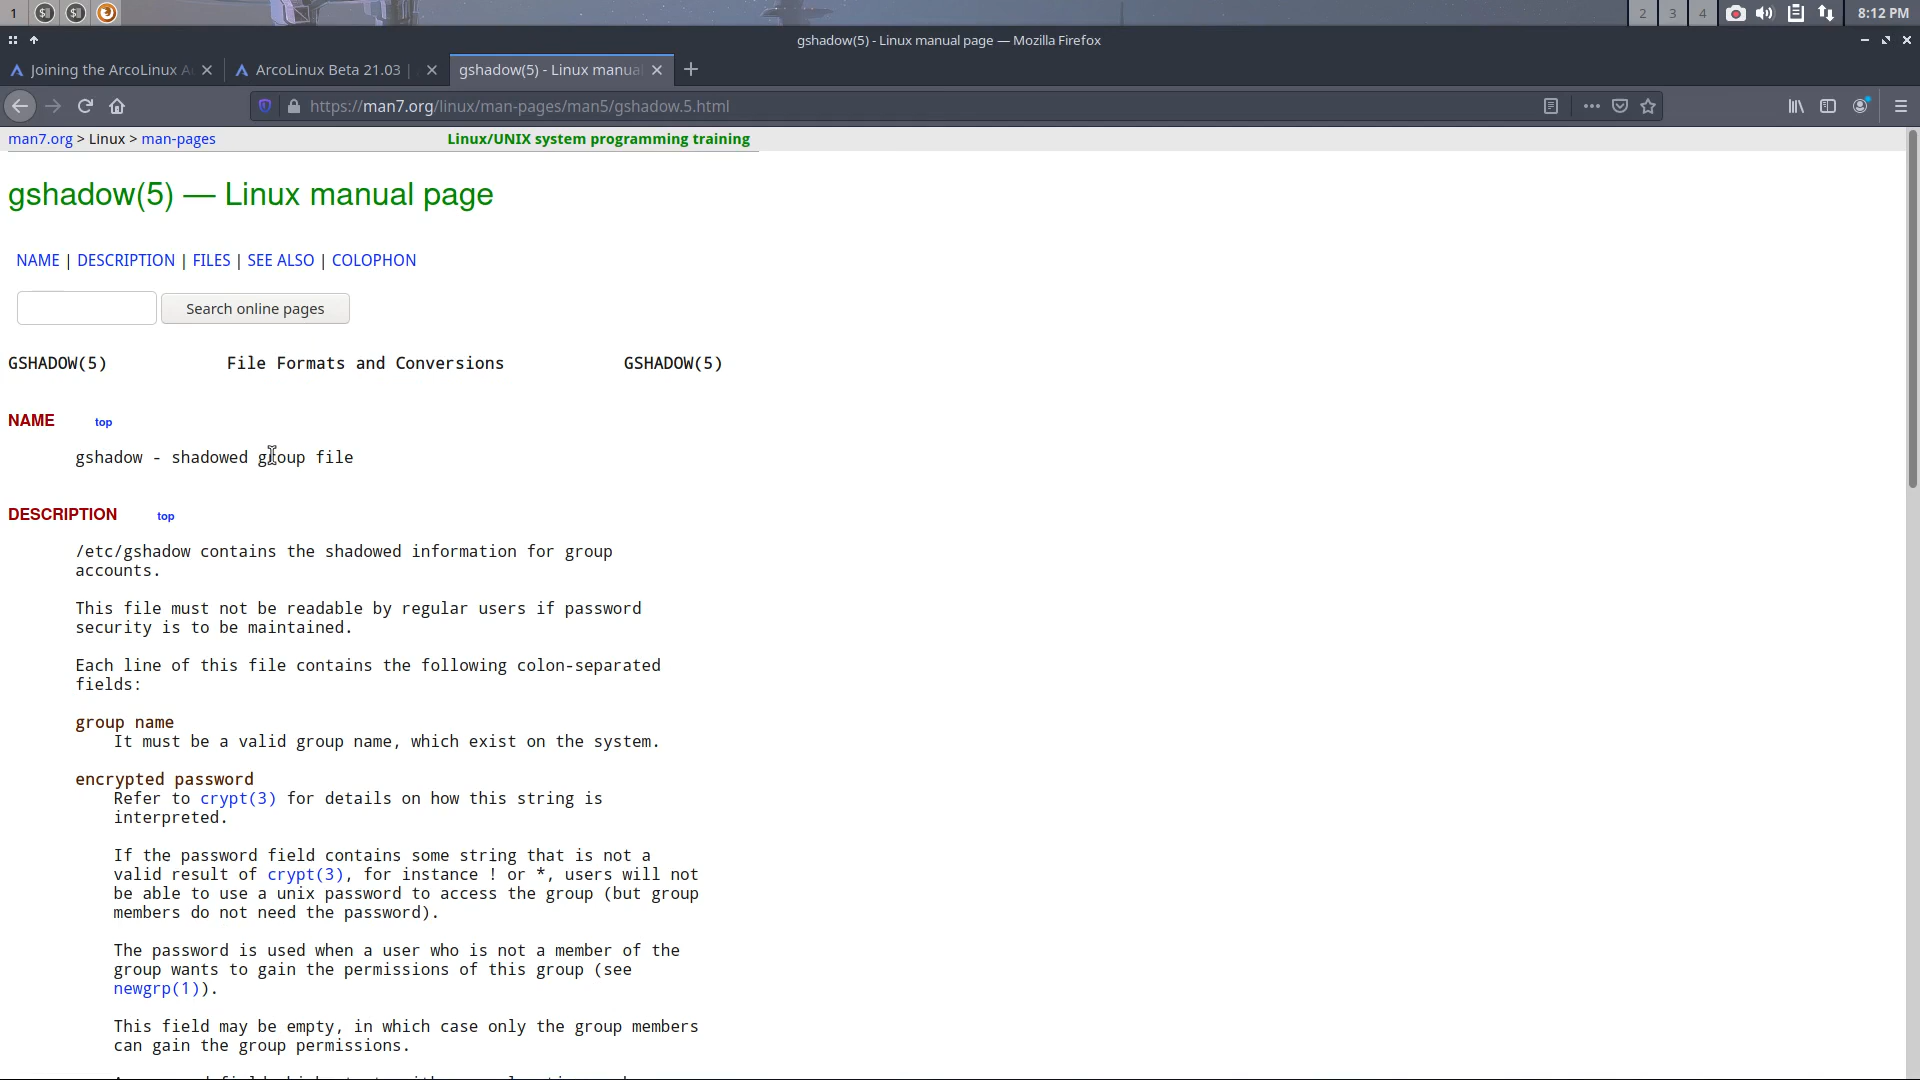 1 2 3 4 8:12 PM
gshadow(5) - Linux manual page — Mozilla Firefox
Joining the ArcoLinux A
ArcoLinux Beta 21.03 |
gshadow(5) - Linux manual
https://man7.org/linux/man-pages/man5/gshadow.5.html
man7.org > Linux > man-pages Linux/UNIX system programming training
gshadow(5) — Linux manual page
NAME | DESCRIPTION | FILES | SEE ALSO | COLOPHON
Search online pages
GSHADOW(5) File Formats and Conversions GSHADOW(5)
NAME top
gshadow - shadowed group file
DESCRIPTION top
/etc/gshadow contains the shadowed information for group
accounts.
This file must not be readable by regular users if password
security is to be maintained.
Each line of this file contains the following colon-separated
fields:
group name
It must be a valid group name, which exist on the system.
encrypted password
Refer to crypt(3) for details on how this string is
interpreted.
If the password field contains some string that is not a
valid result of crypt(3), for instance ! or *, users will not
be able to use a unix password to access the group (but group
members do not need the password).
The password is used when a user who is not a member of the
group wants to gain the permissions of this group (see
newgrp(1)).
This field may be empty, in which case only the group members
can gain the group permissions.